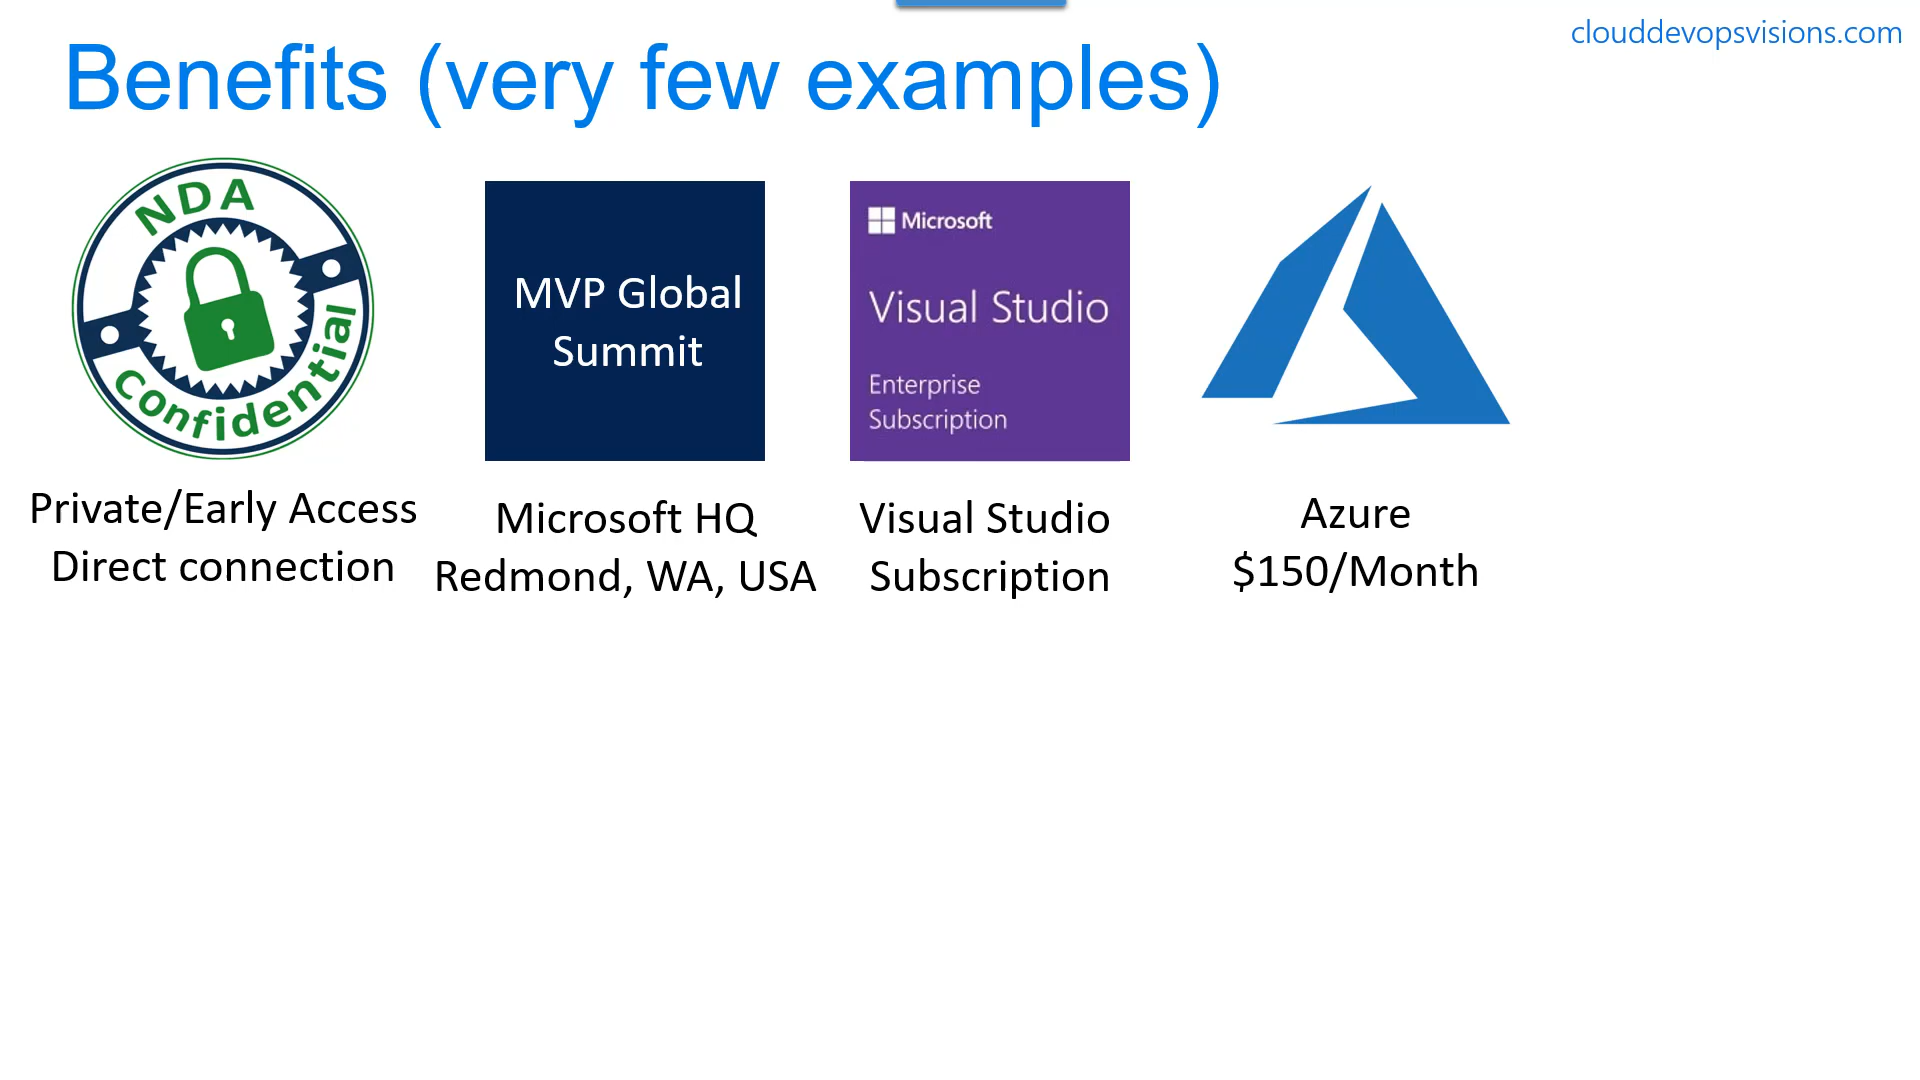 clouddevopsvisions.com
Benefits (very few examples)
NDA
Confidential
Private/Early Access
Direct connection
MVP Global
Summit
Microsoft HQ
Redmond, WA, USA
Microsoft
Visual Studio
Enterprise
Subscription
Visual Studio
Subscription
Azure
$150/Month